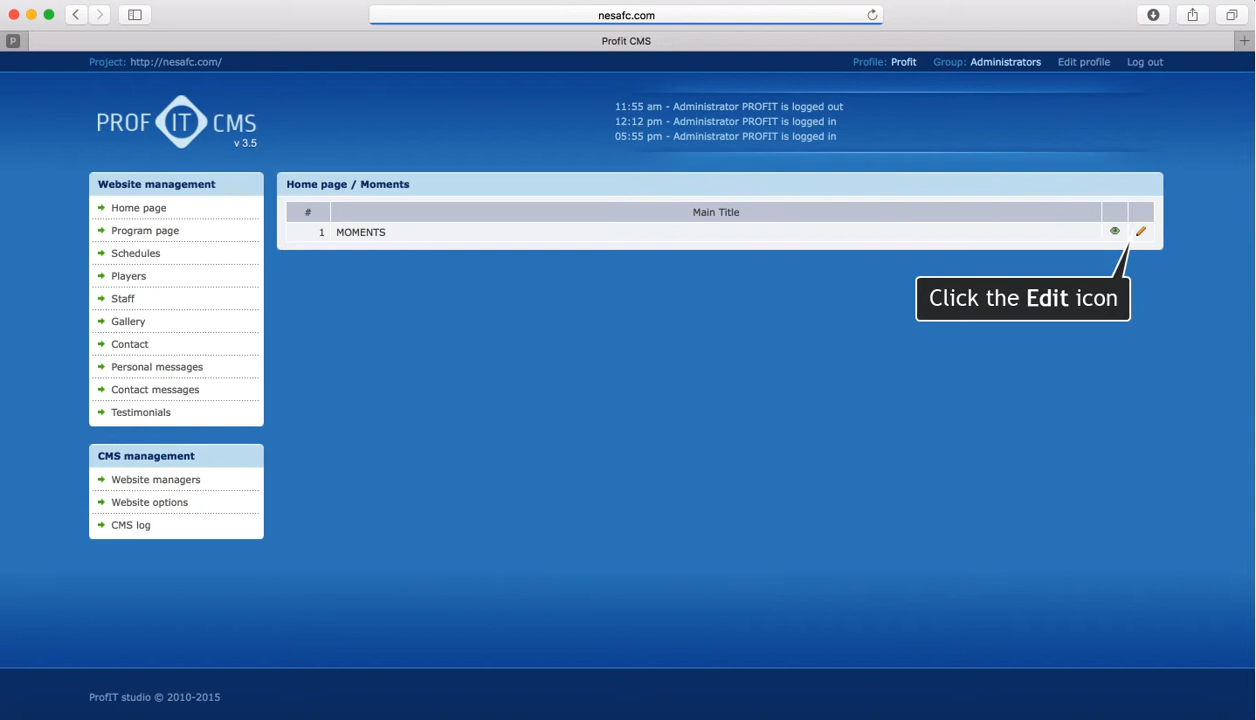 nesafc.com
P
Profit CMS
Project: http://nesafc.com/
Profile: Profit Group: Administrators Edit profile Log out
PROF IT CMS
v 3.5
11:55 am - Administrator PROFIT is logged out
12:12 pm - Administrator PROFIT is logged in
05:55 pm - Administrator PROFIT is logged in
Website management
Home page
Program page
Schedules
Players
Staff
Gallery
Contact
Personal messages
Contact messages
Testimonials
CMS management
Website managers
Website options
CMS log
Home page / Moments
# Main Title
1 MOMENTS
Click the Edit icon
ProfIT studio © 2010-2015